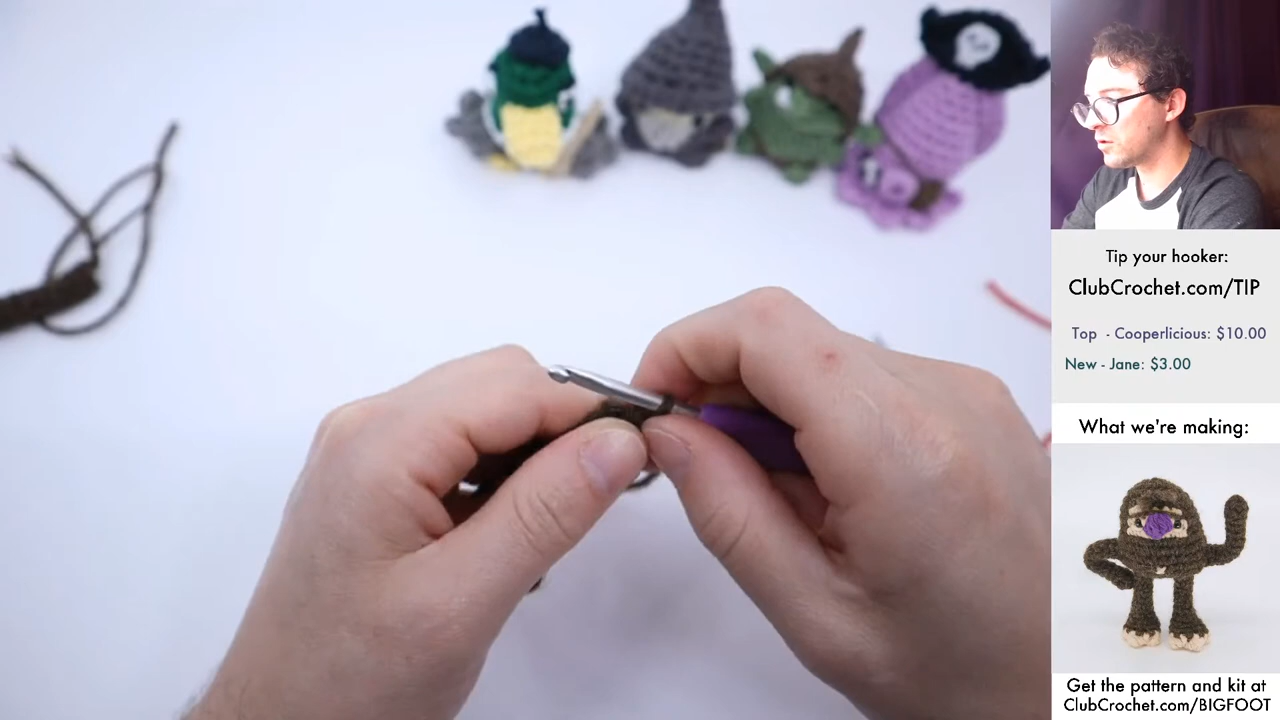 Tip your hooker:
ClubCrochet.com/TIP
Top - Cooperlicious: $10.00
New - Jane: $3.00
What we're making:
Get the pattern and kit at
ClubCrochet.com/BIGFOOT